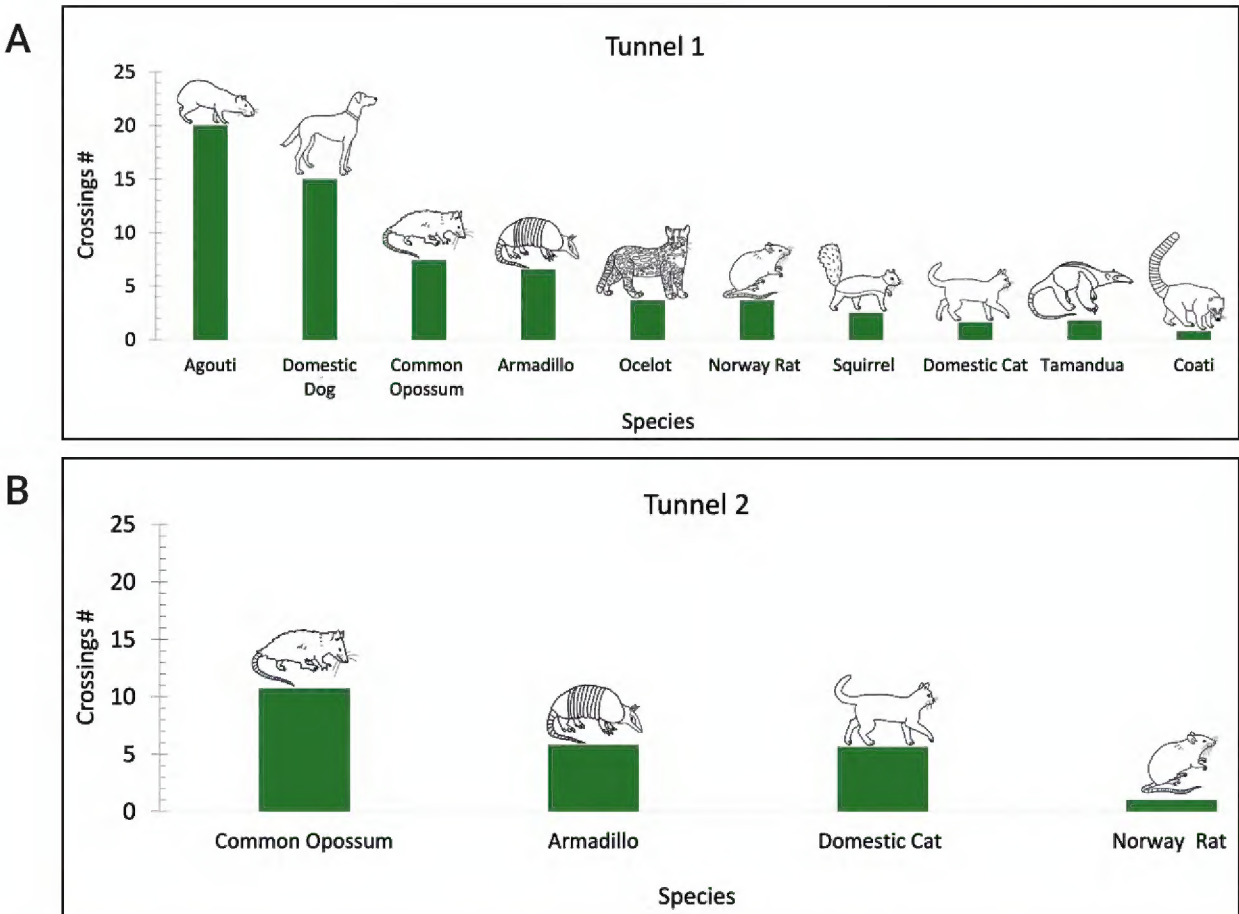 A
Tunnel 1
25
20
15
10
5
0
Crossings #
Agouti
Domestic
Dog
Common
Opossum
Armadillo
Ocelot
Norway Rat
Squirrel
Domestic Cat
Tamandua
Coati
Species
B
Tunnel 2
25
20
15
10
5
0
Crossings #
Common Opossum
Armadillo
Domestic Cat
Norway Rat
Species